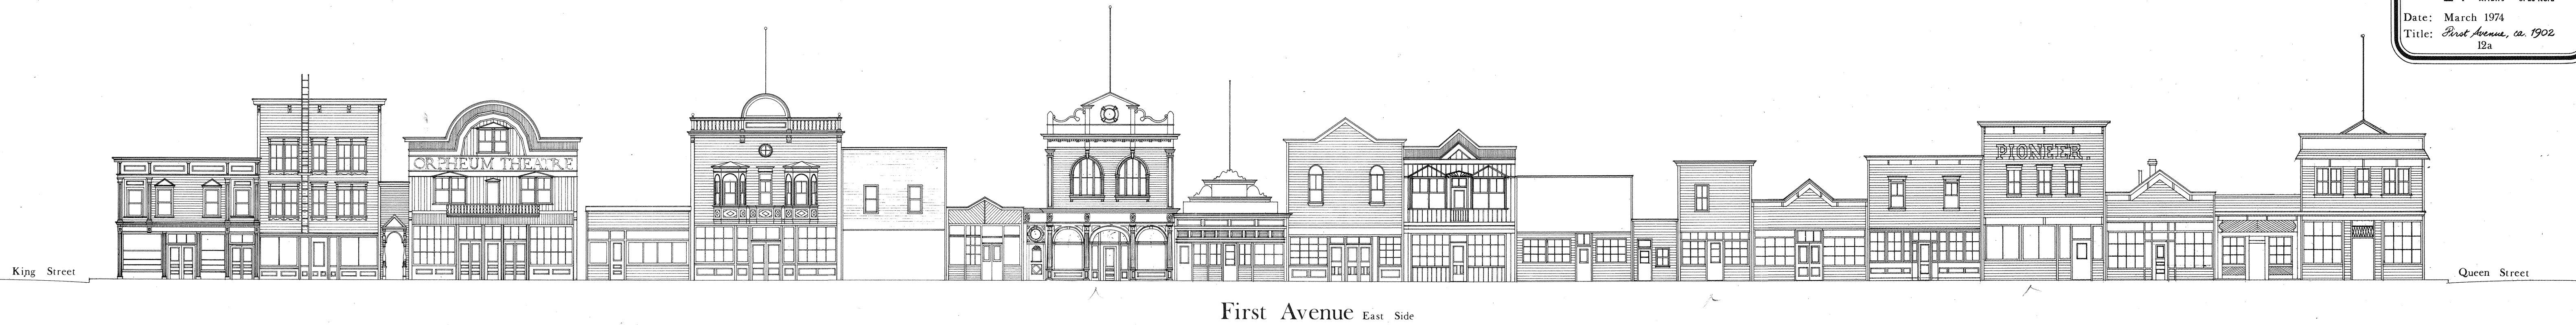 Date: March 1974
Title: First Avenue, ca. 1902
12a
ORPHEUM THEATRE
PIONEER.
King Street
Queen Street
First Avenue East Side